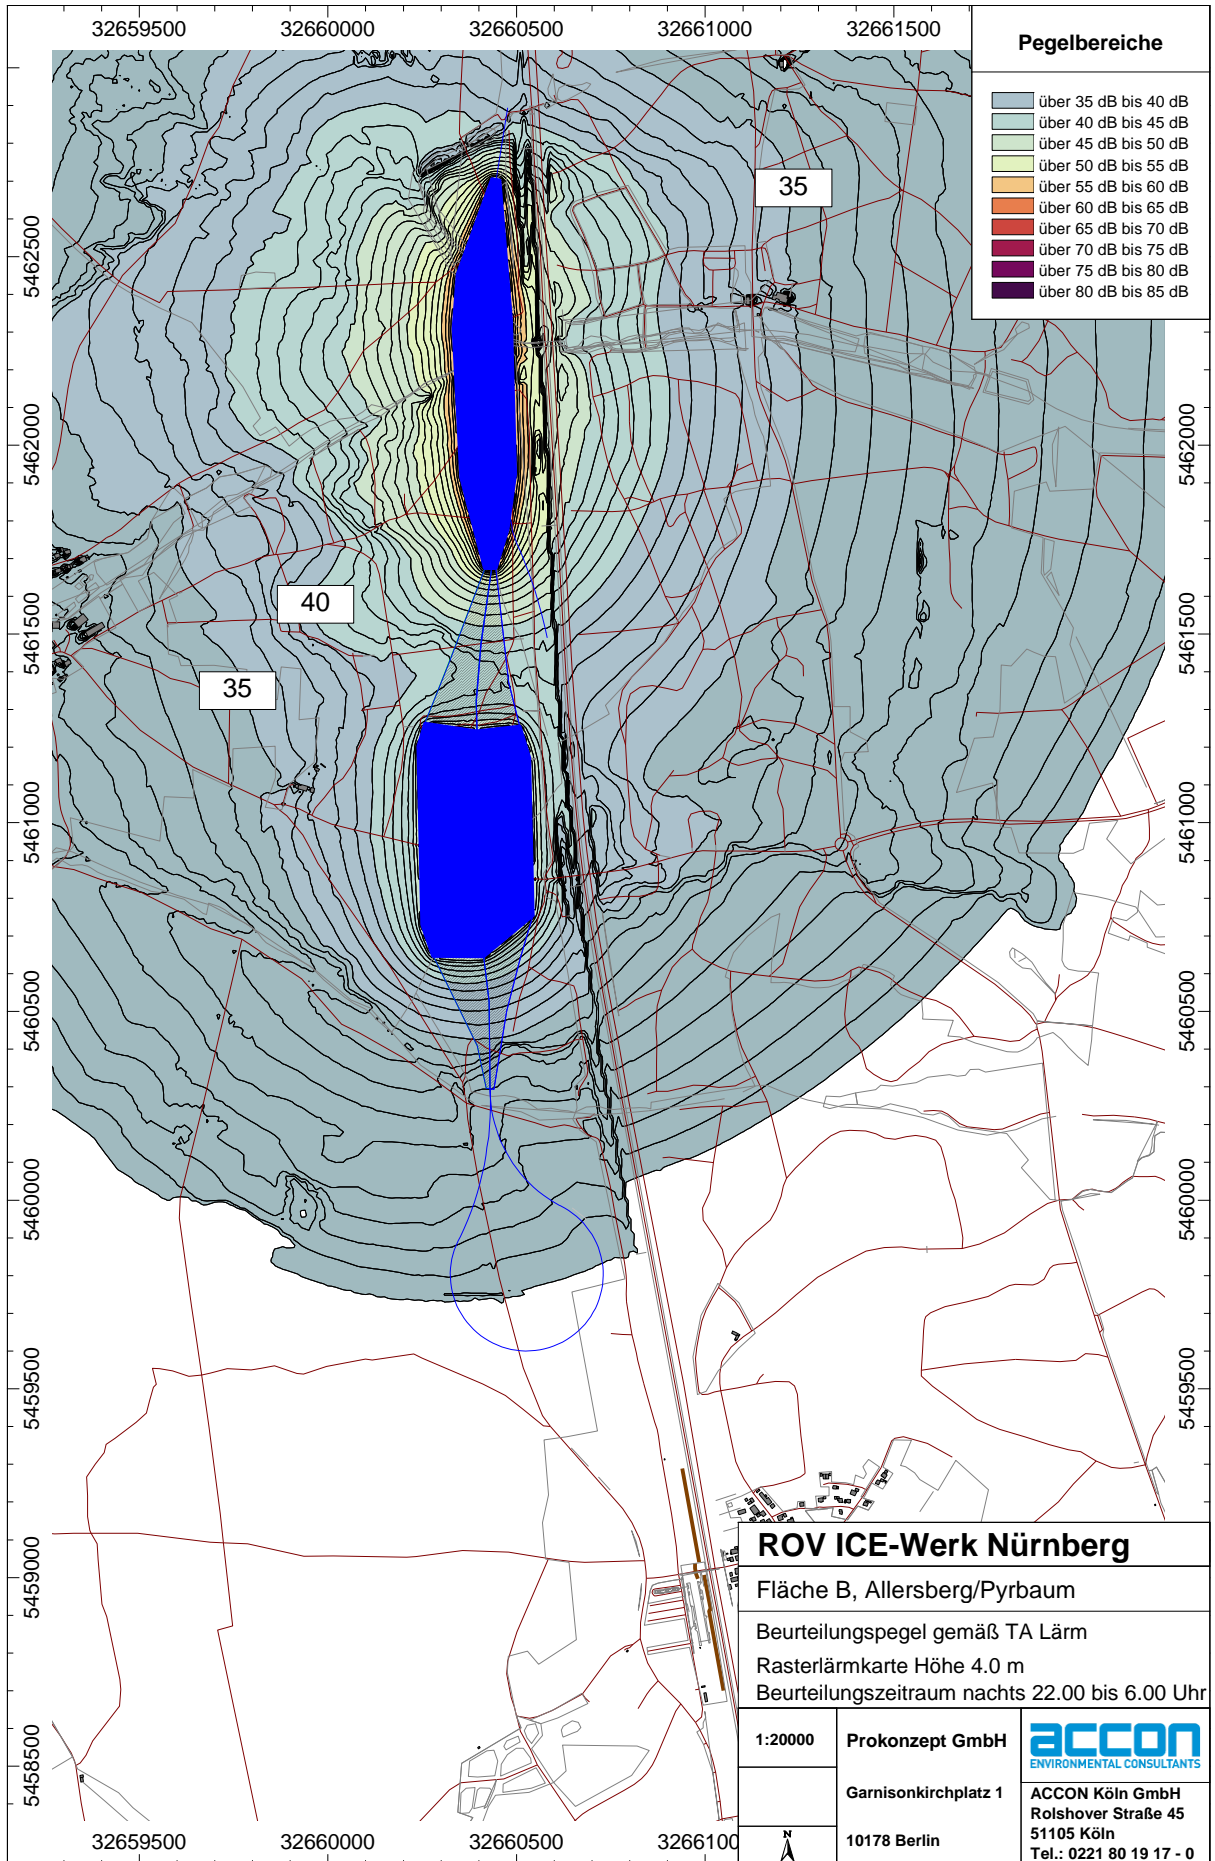 32659500 32660000 32660500 32661000 32661500
Pegelbereiche
über 35 dB bis 40 dB
über 40 dB bis 45 dB
über 45 dB bis 50 dB
über 50 dB bis 55 dB
über 55 dB bis 60 dB
über 60 dB bis 65 dB
über 65 dB bis 70 dB
über 70 dB bis 75 dB
über 75 dB bis 80 dB
über 80 dB bis 85 dB
35
5462500
5462000 5462000
40
5461500 5461500
35
5461000 5461000
5460500 5460500
5460000 5460000
5459500 5459500
5459000
5458500
ROV ICE-Werk Nürnberg
Fläche B, Allersberg/Pyrbaum
Beurteilungspegel gemäß TA Lärm
Rasterlärmkarte Höhe 4.0 m
Beurteilungszeitraum nachts 22.00 bis 6.00 Uhr
1:20000
Prokonzept GmbH
Garnisonkirchplatz 1
10178 Berlin
N
accon
ENVIRONMENTAL CONSULTANTS
ACCON Köln GmbH
Rolshover Straße 45
51105 Köln
Tel.: 0221 80 19 17 - 0
32659500 32660000 32660500 3266100